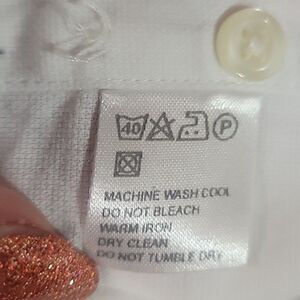 40 P
MACHINE WASH COOL
DO NOT BLEACH
WARM IRON
DRY CLEAN
DO NOT TUMBLE DRY